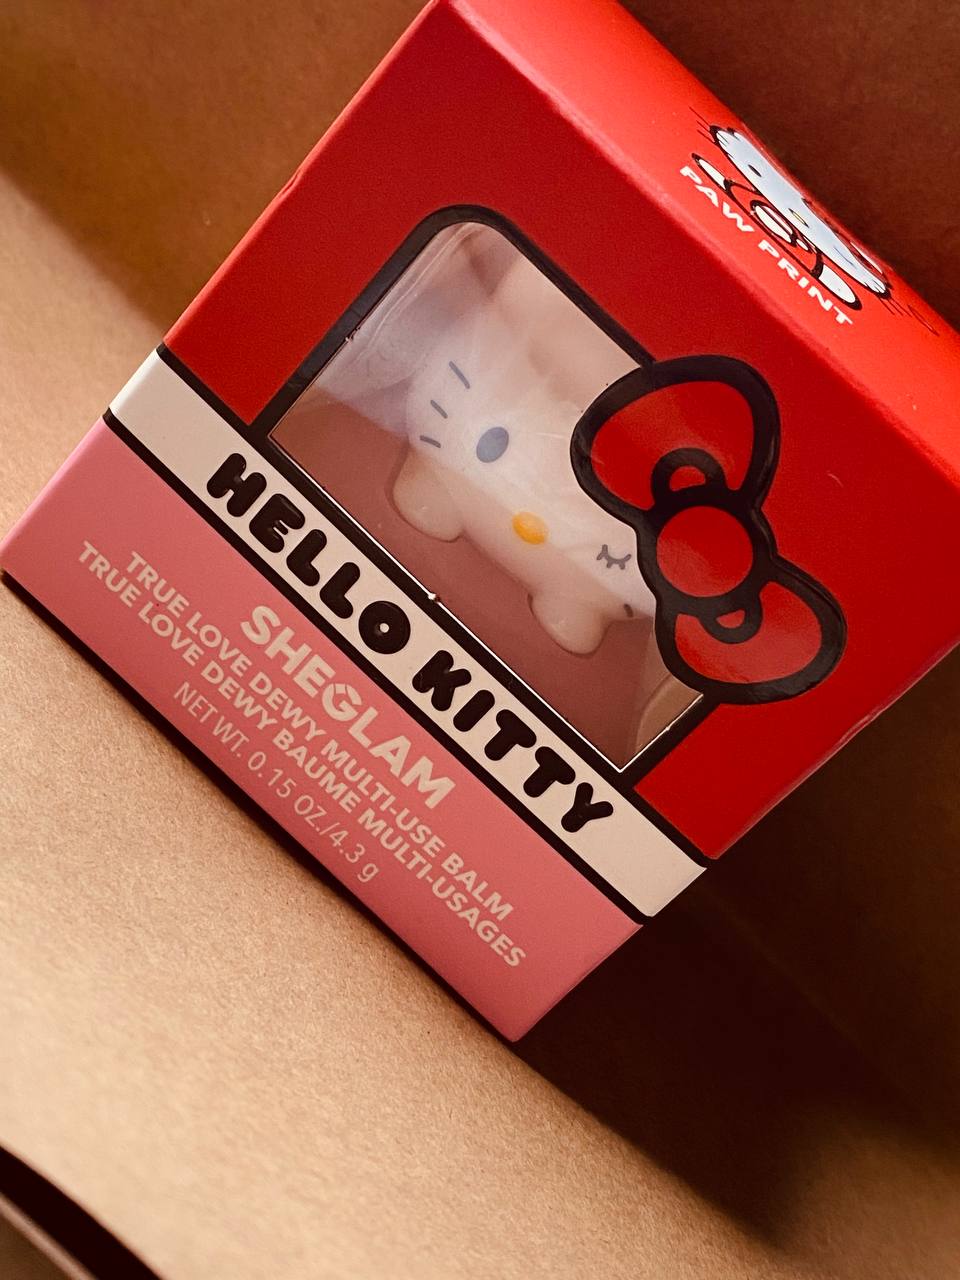 PAW PRINT
HELLO KITTY
SHEGLAM
TRUE LOVE DEWY MULTI-USE BALM
TRUE LOVE DEWY BAUME MULTI-USAGES
NET WT. 0.15 OZ./4.3 g